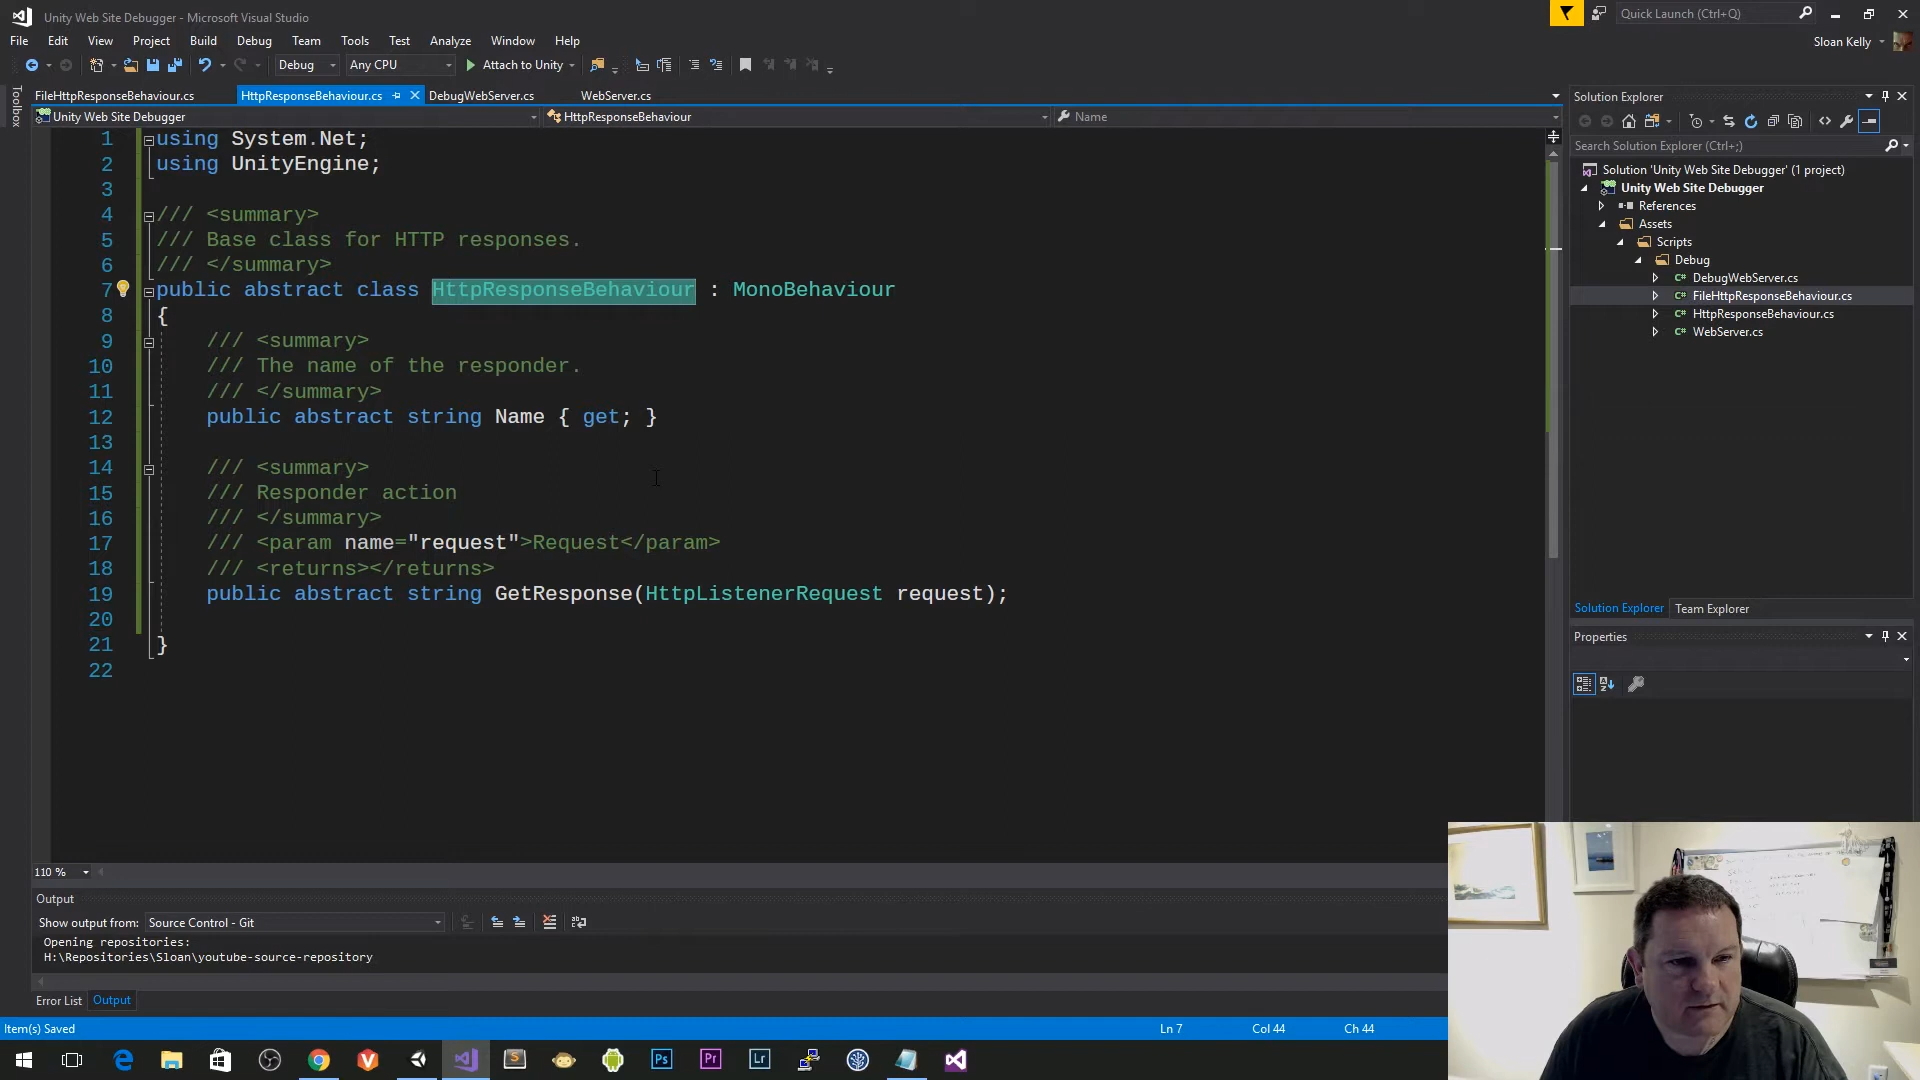 Unity Web Site Debugger - Microsoft Visual Studio
Quick Launch (Ctrl+Q)
File Edit View Project Build Debug Team Tools Test Analyze Window Help
Sloan Kelly
Debug Any CPU Attach to Unity
Toolbox
FileHttpResponseBehaviour.cs HttpResponseBehaviour.cs DebugWebServer.cs WebServer.cs
Unity Web Site Debugger HttpResponseBehaviour Name
1 using System.Net;
2 using UnityEngine;
3
4 /// <summary>
5 /// Base class for HTTP responses.
6 /// </summary>
7 public abstract class HttpResponseBehaviour : MonoBehaviour
8 {
9 /// <summary>
10 /// The name of the responder.
11 /// </summary>
12 public abstract string Name { get; }
13
14 /// <summary>
15 /// Responder action
16 /// </summary>
17 /// <param name="request">Request</param>
18 /// <returns></returns>
19 public abstract string GetResponse(HttpListenerRequest request);
20
21 }
22
110 %
Output
Show output from: Source Control - Git
Opening repositories:
H:\Repositories\Sloan\youtube-source-repository
Error List Output
Item(s) Saved
Ln 7 Col 44 Ch 44
Solution Explorer
Search Solution Explorer (Ctrl+;)
Solution 'Unity Web Site Debugger' (1 project)
Unity Web Site Debugger
References
Assets
Scripts
Debug
C# DebugWebServer.cs
C# FileHttpResponseBehaviour.cs
C# HttpResponseBehaviour.cs
C# WebServer.cs
Solution Explorer Team Explorer
Properties
Ps Pr Lr